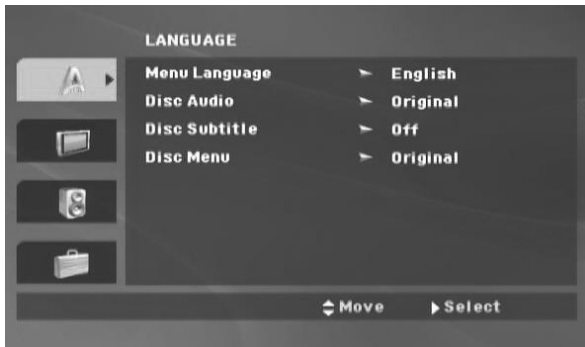 LANGUAGE
A
Menu Language ➢ English
Disc Audio ➢ Original
Disc Subtitle ➢ Off
Disc Menu ➢ Original
Move Select